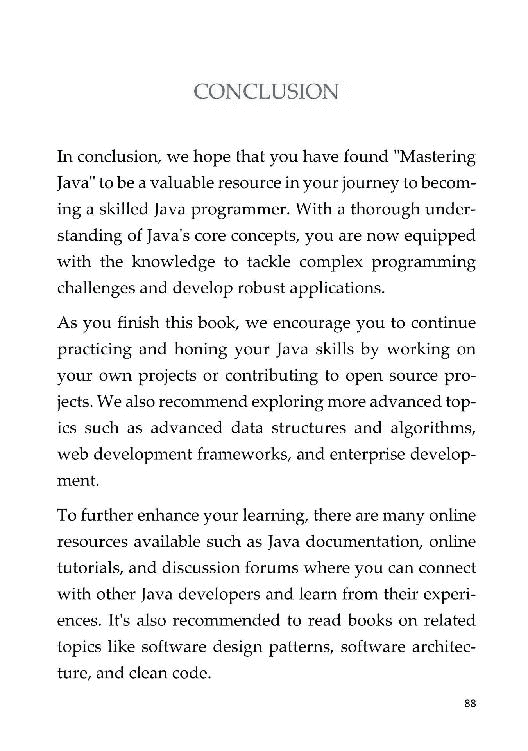 CONCLUSION
In conclusion, we hope that you have found "Mastering
Java" to be a valuable resource in your journey to becom-
ing a skilled Java programmer. With a thorough under-
standing of Java's core concepts, you are now equipped
with the knowledge to tackle complex programming
challenges and develop robust applications.
As you finish this book, we encourage you to continue
practicing and honing your Java skills by working on
your own projects or contributing to open source pro-
jects. We also recommend exploring more advanced top-
ics such as advanced data structures and algorithms,
web development frameworks, and enterprise develop-
ment.
To further enhance your learning, there are many online
resources available such as Java documentation, online
tutorials, and discussion forums where you can connect
with other Java developers and learn from their experi-
ences. It's also recommended to read books on related
topics like software design patterns, software architec-
ture, and clean code.
88